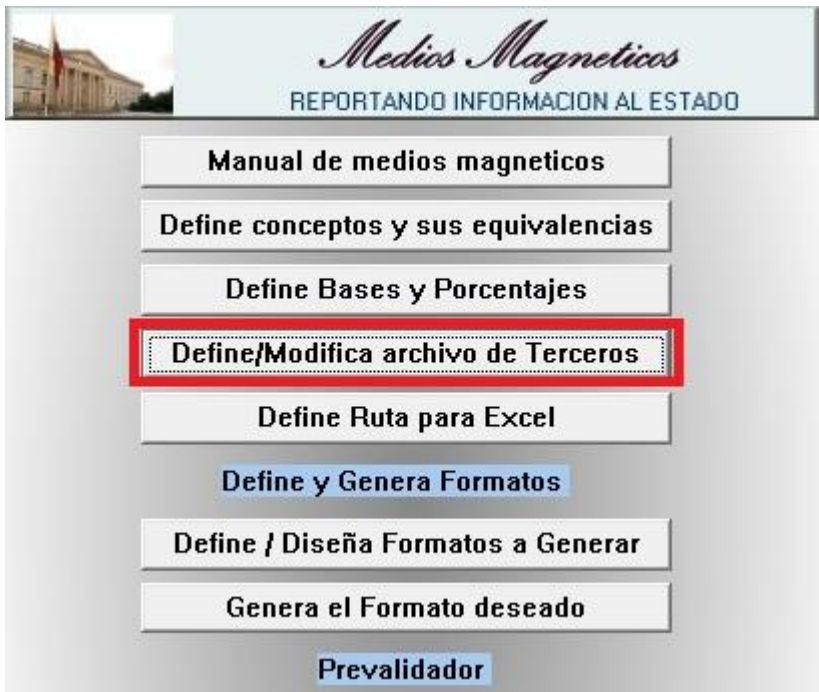 Medios Magneticos
REPORTANDO INFORMACION AL ESTADO
Manual de medios magneticos
Define conceptos y sus equivalencias
Define Bases y Porcentajes
Define/Modifica archivo de Terceros
Define Ruta para Excel
Define y Genera Formatos
Define / Diseña Formatos a Generar
Genera el Formato deseado
Prevalidador